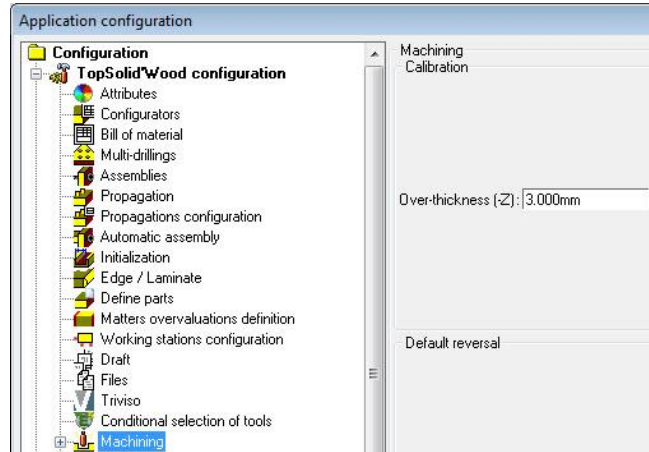 Application configuration
Configuration
TopSolid'Wood configuration
Attributes
Configurators
Bill of material
Multi-drillings
Assemblies
Propagation
Propagations configuration
Automatic assembly
Initialization
Edge / Laminate
Define parts
Matters overvaluations definition
Working stations configuration
Draft
Files
Triviso
Conditional selection of tools
Machining
Machining
Calibration
Over-thickness (-Z): 3.000mm
Default reversal